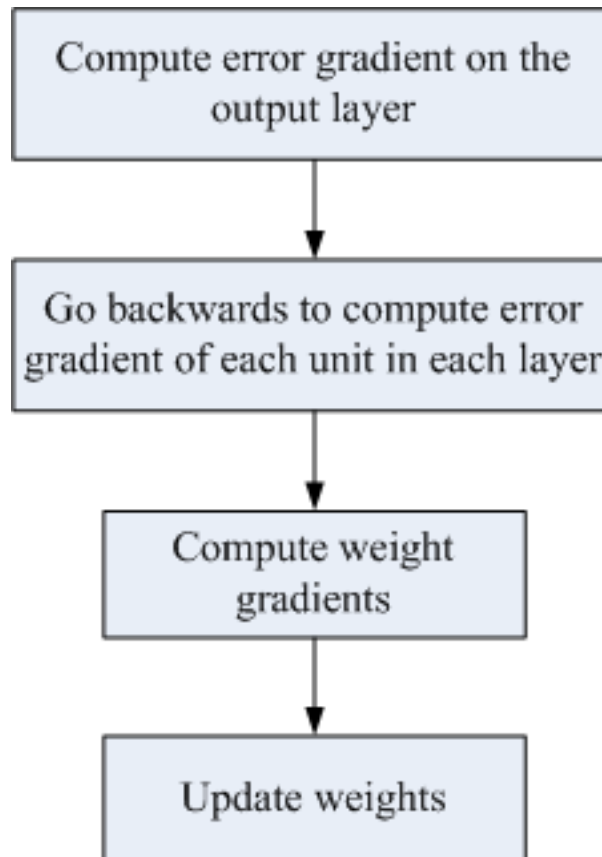 Compute error gradient on the
output layer
Go backwards to compute error
gradient of each unit in each layer
Compute weight
gradients
Update weights